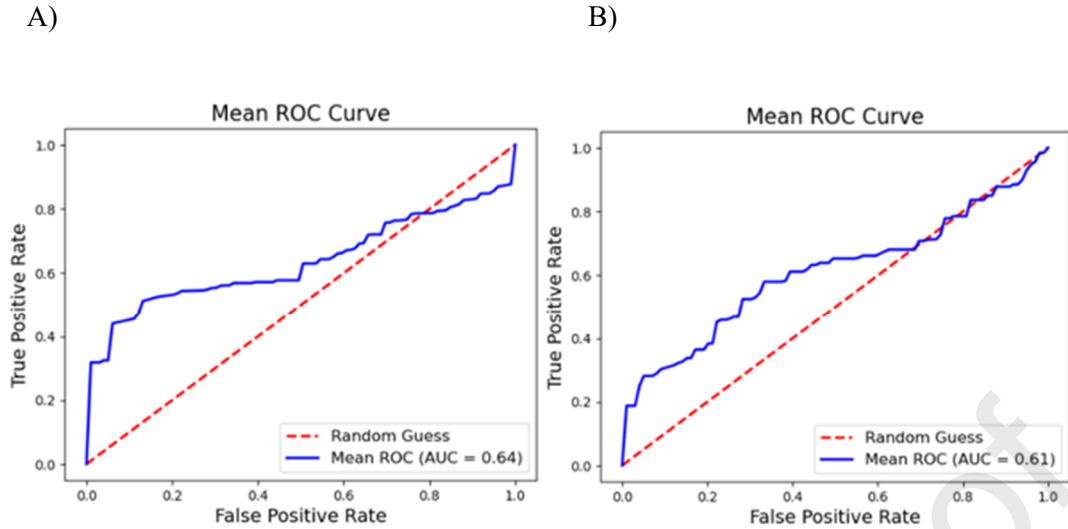 A)
B)
Mean ROC Curve
True Positive Rate
1.0
0.8
0.6
0.4
0.2
0.0
Random Guess
Mean ROC (AUC = 0.64)
0.0 0.2 0.4 0.6 0.8 1.0
False Positive Rate
Mean ROC Curve
True Positive Rate
1.0
0.8
0.6
0.4
0.2
0.0
Random Guess
Mean ROC (AUC = 0.61)
0.0 0.2 0.4 0.6 0.8 1.0
False Positive Rate
of